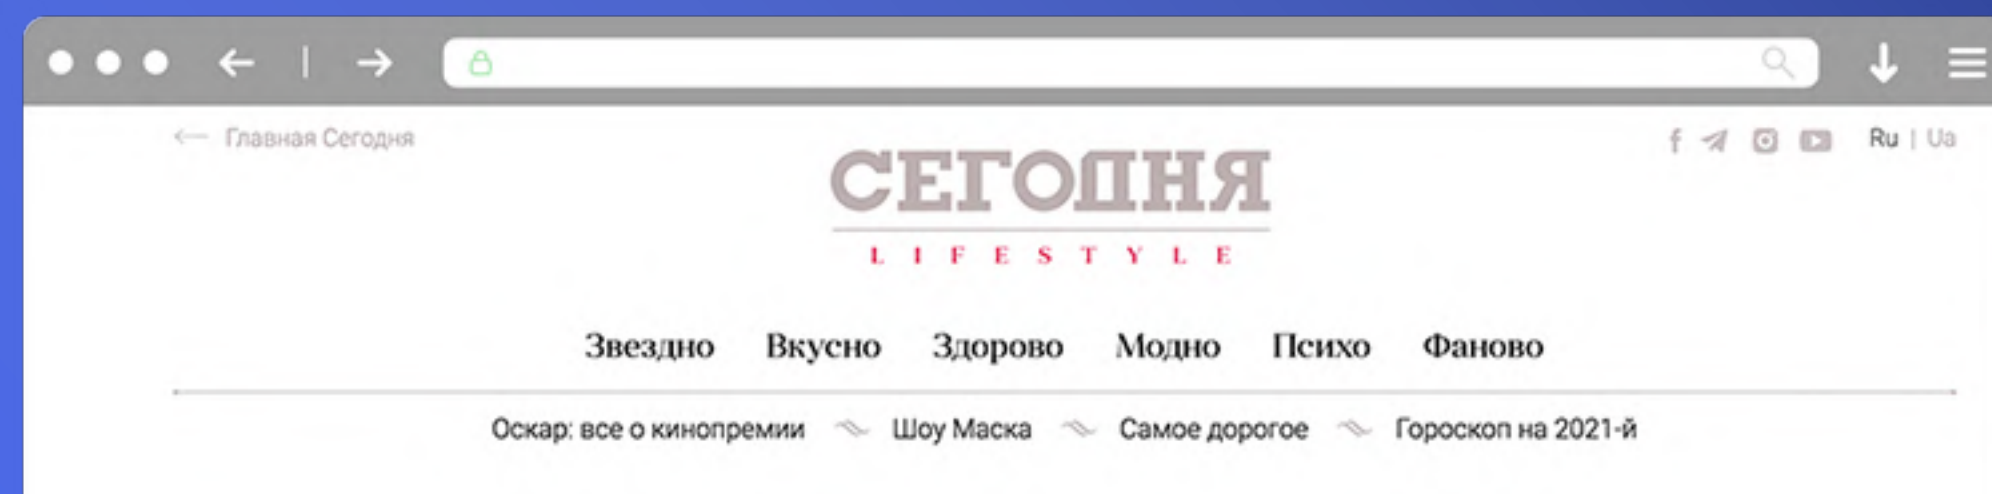 Главная Сегодня
Ru | Ua
СЕГОДНЯ
LIFESTYLE
Звездно Вкусно Здорово Модно Психо Фаново
Оскар: все о кинопремии Шоу Маска Самое дорогое Гороскоп на 2021-й